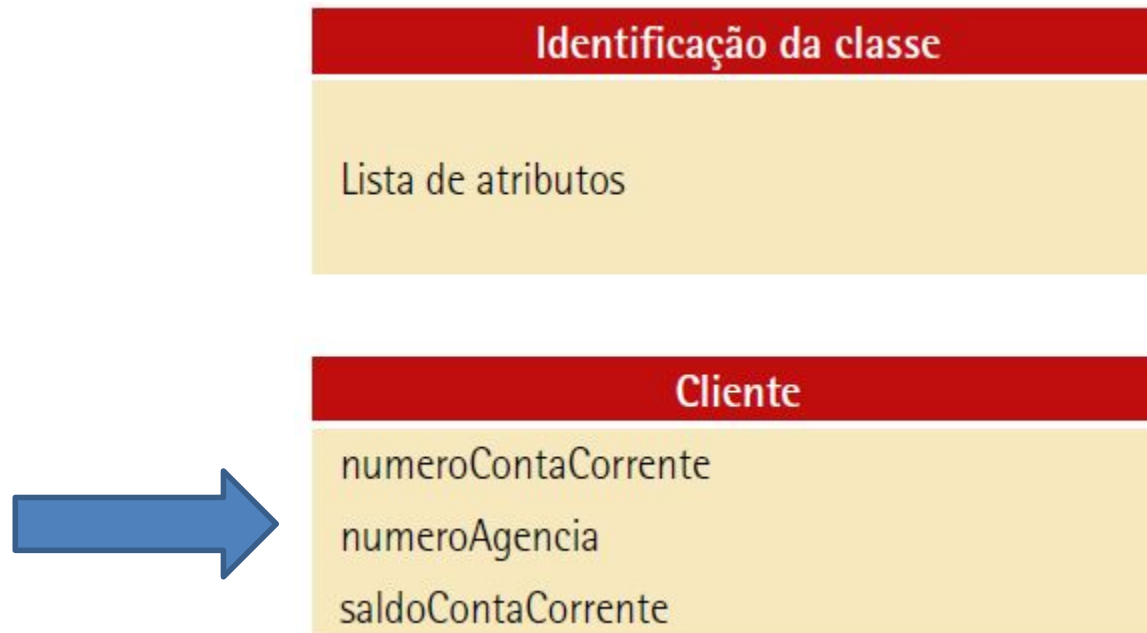 Identificação da classe
Lista de atributos
Cliente
numeroContaCorrente
numeroAgencia
saldoContaCorrente